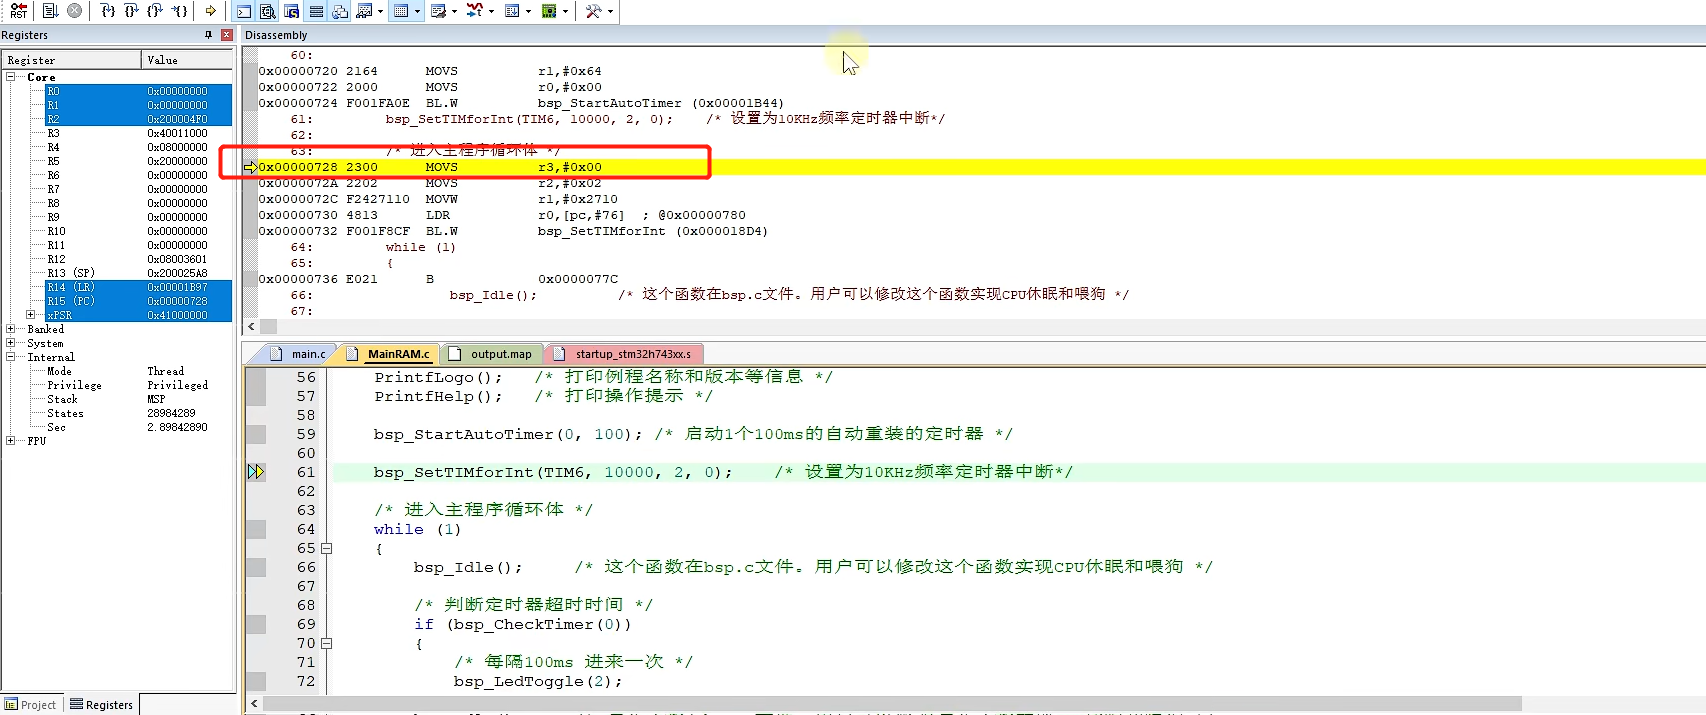 RST
Registers
Register Value
Core
R0 0x00000000
R1 0x00000000
R2 0x200004F0
R3 0x40011000
R4 0x08000000
R5 0x20000000
R6 0x00000000
R7 0x00000000
R8 0x00000000
R9 0x00000000
R10 0x00000000
R11 0x00000000
R12 0x08003601
R13 (SP) 0x200025A8
R14 (LR) 0x00001B97
R15 (PC) 0x00000728
xPSR 0x41000000
Banked
System
Internal
Mode Thread
Privilege Privileged
Stack MSP
States 28984289
Sec 2.89842890
FPU
Project Registers
Disassembly
60:
0x00000720 2164 MOVS r1,#0x64
0x00000722 2000 MOVS r0,#0x00
0x00000724 F001FA0E BL.W bsp_StartAutoTimer (0x00001B44)
61: bsp_SetTIMforInt(TIM6, 10000, 2, 0); /* 设置为10KHz频率定时器中断*/
62:
63: /* 进入主程序循环体 */
0x00000728 2300 MOVS r3,#0x00
0x0000072A 2202 MOVS r2,#0x02
0x0000072C F2427110 MOVW r1,#0x2710
0x00000730 4813 LDR r0,[pc,#76] ; @0x00000780
0x00000732 F001F8CF BL.W bsp_SetTIMforInt (0x000018D4)
64: while (1)
65: {
0x00000736 E021 B 0x0000077C
66: bsp_Idle(); /* 这个函数在bsp.c文件。用户可以修改这个函数实现CPU休眠和喂狗 */
67:
main.c MainRAM.c output.map startup_stm32h743xx.s
56 PrintfLogo(); /* 打印例程名称和版本等信息 */
57 PrintfHelp(); /* 打印操作提示 */
58
59 bsp_StartAutoTimer(0, 100); /* 启动1个100ms的自动重装的定时器 */
60
61 bsp_SetTIMforInt(TIM6, 10000, 2, 0); /* 设置为10KHz频率定时器中断*/
62
63 /* 进入主程序循环体 */
64 while (1)
65 {
66 bsp_Idle(); /* 这个函数在bsp.c文件。用户可以修改这个函数实现CPU休眠和喂狗 */
67
68 /* 判断定时器超时时间 */
69 if (bsp_CheckTimer(0))
70 {
71 /* 每隔100ms 进来一次 */
72 bsp_LedToggle(2);